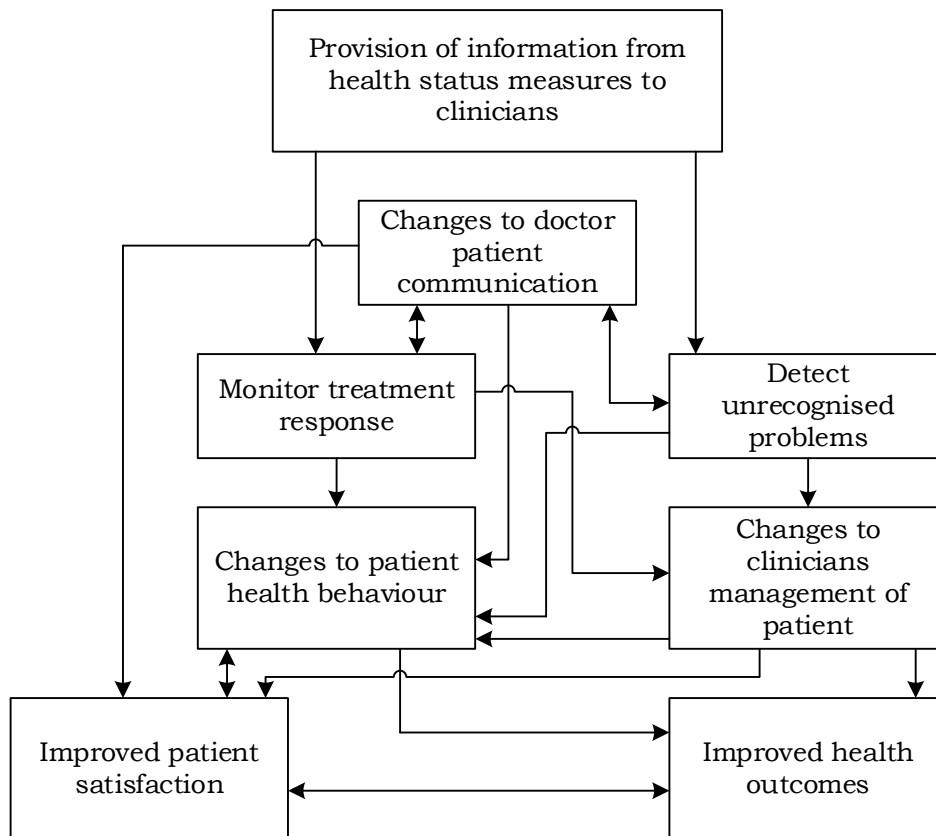 Provision of information from
health status measures to
clinicians
Changes to doctor
patient
communication
Monitor treatment
response
Detect
unrecognised
problems
Changes to patient
health behaviour
Changes to
clinicians
management of
patient
Improved patient
satisfaction
Improved health
outcomes